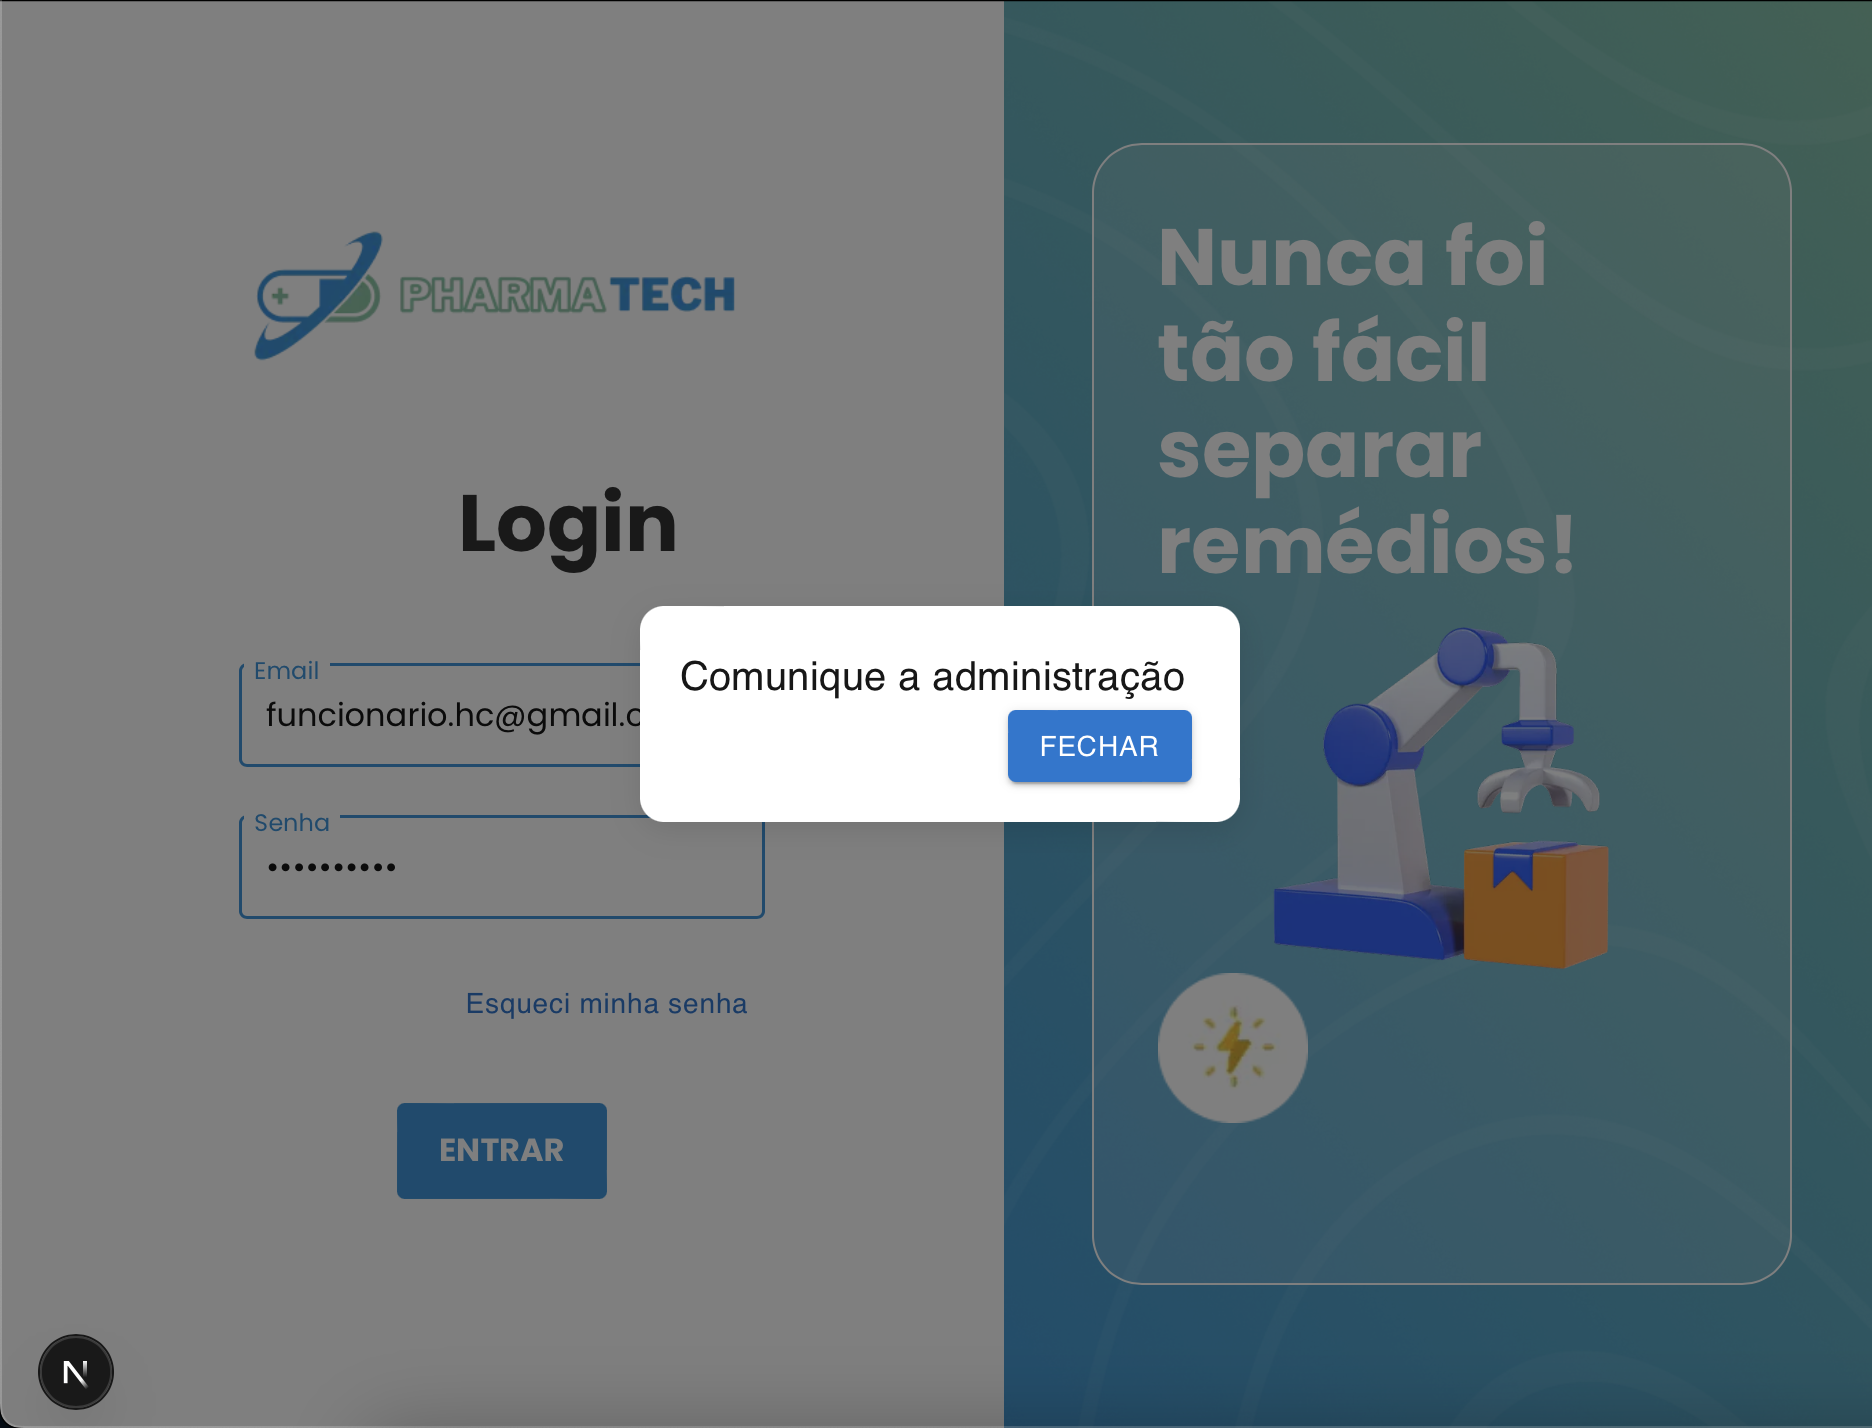 PHARMATECH
Login
Email
funcionario.hc@gmail.c
Senha
Esqueci minha senha
ENTRAR
Comunique a administração
FECHAR
Nunca foi
tão fácil
separar
remédios!
N